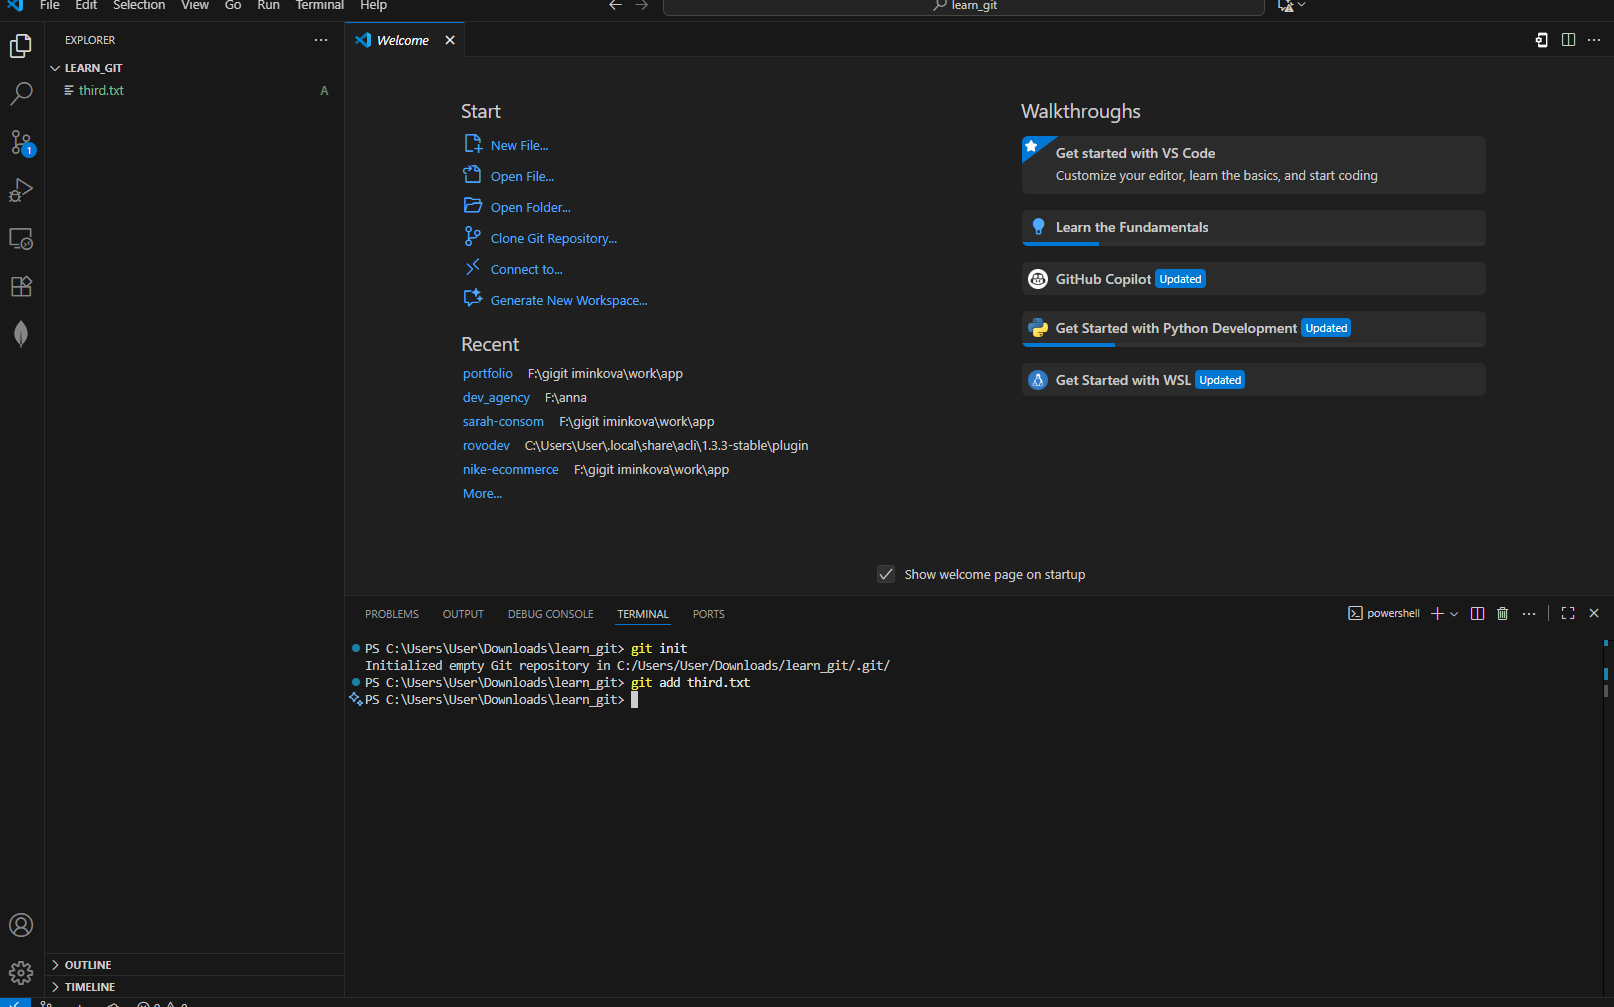 File Edit Selection View Go Run Terminal Help
learn_git
EXPLORER
LEARN_GIT
third.txt A
1
Welcome
Start
New File...
Open File...
Open Folder...
Clone Git Repository...
Connect to...
Generate New Workspace...
Recent
portfolio F:\gigit iminkova\work\app
dev_agency F:\anna
sarah-consom F:\gigit iminkova\work\app
rovodev C:\Users\User\.local\share\acli\1.3.3-stable\plugin
nike-ecommerce F:\gigit iminkova\work\app
More...
Walkthroughs
Get started with VS Code
Customize your editor, learn the basics, and start coding
Learn the Fundamentals
GitHub Copilot Updated
Get Started with Python Development Updated
Get Started with WSL Updated
Show welcome page on startup
PROBLEMS OUTPUT DEBUG CONSOLE TERMINAL PORTS
powershell
PS C:\Users\User\Downloads\learn_git> git init
Initialized empty Git repository in C:/Users/User/Downloads/learn_git/.git/
PS C:\Users\User\Downloads\learn_git> git add third.txt
PS C:\Users\User\Downloads\learn_git>
OUTLINE
TIMELINE